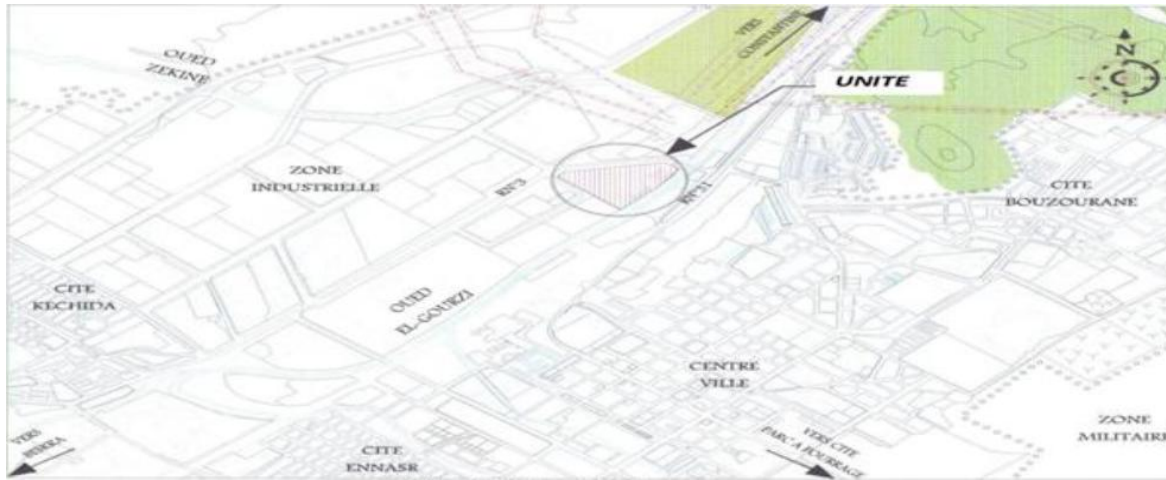 OUED
ZEKINE
VERS
CONSTANTINE
N
UNITE
ZONE
INDUSTRIELLE
RN°3
RN°31
CITE
BOUZOURANE
CITE
KECHIDA
OUED
EL-GOURZI
CENTRE
VILLE
VERS
BISKRA
CITE
ENNASR
VERS CITE
PARC A FOURRAGE
ZONE
MILITAIRE